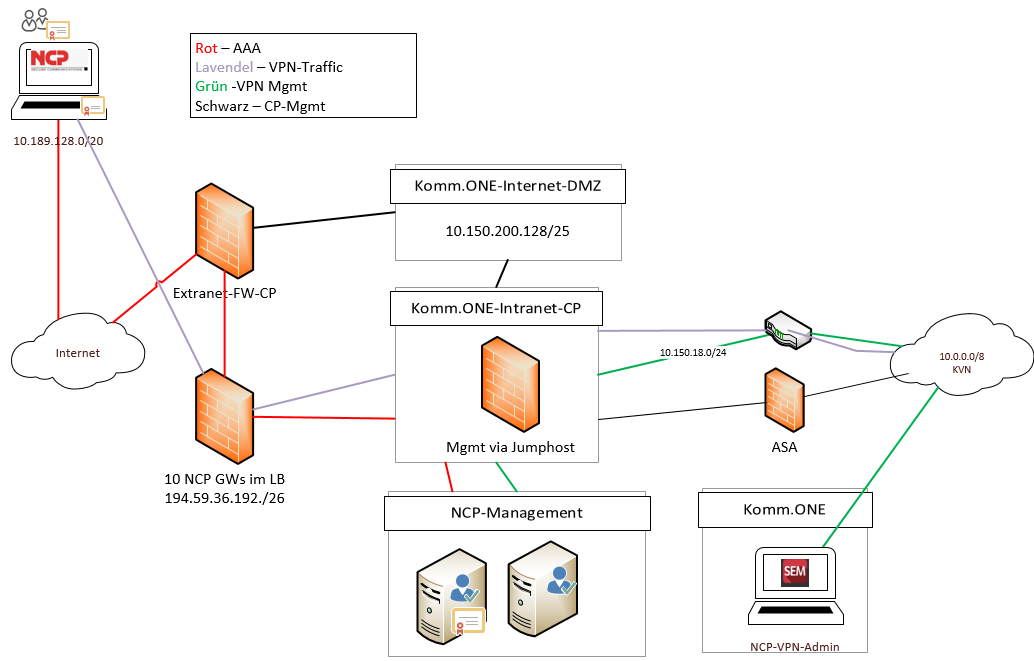 NCP
SECURE COMMUNICATIONS
10.189.128.0/20
Rot – AAA
Lavendel – VPN-Traffic
Grün -VPN Mgmt
Schwarz – CP-Mgmt
Komm.ONE-Internet-DMZ
10.150.200.128/25
Extranet-FW-CP
Komm.ONE-Intranet-CP
Internet
10.150.18.0/24
10.0.0.0/8
KVN
Mgmt via Jumphost
ASA
10 NCP GWs im LB
194.59.36.192./26
NCP-Management
Komm.ONE
SEM
NCP-VPN-Admin